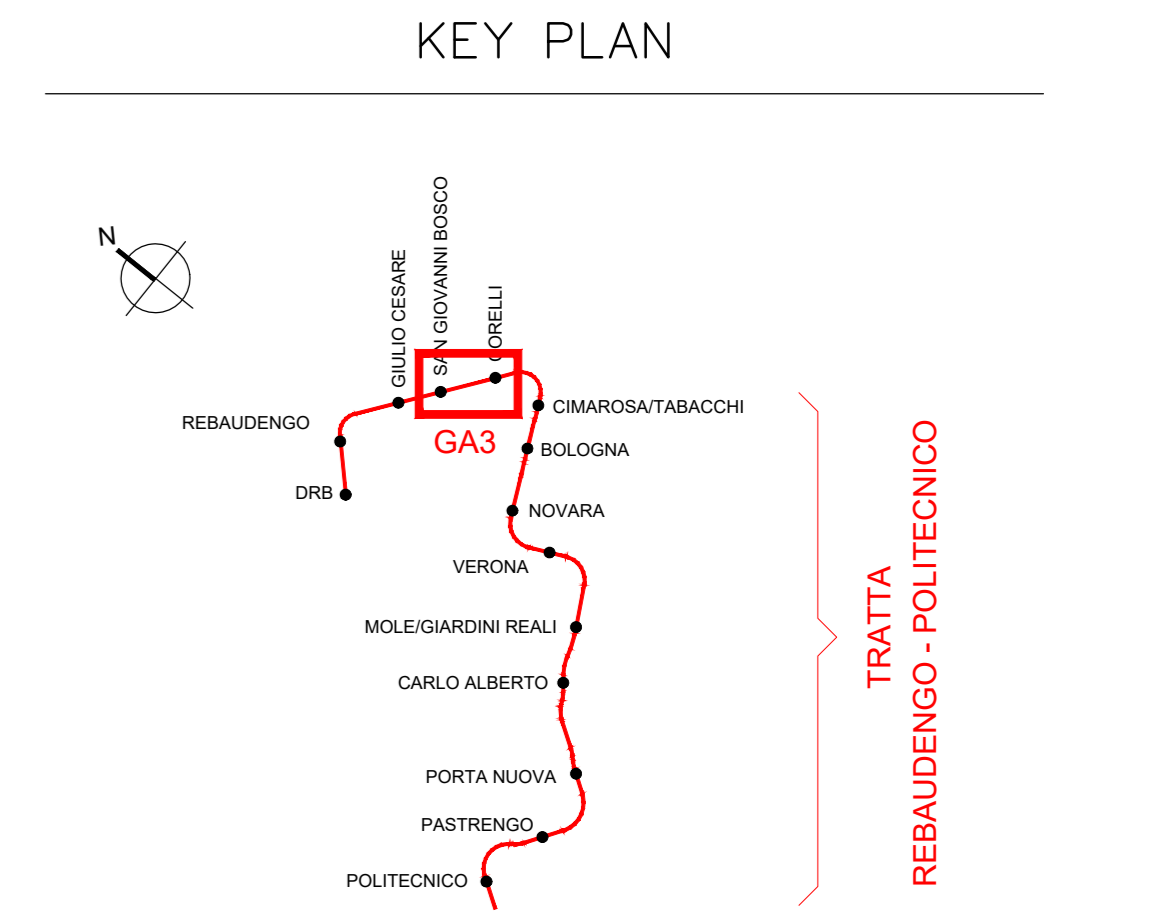 KEY PLAN
N
GIULIO CESARE
SAN GIOVANNI BOSCO
CORELLI
REBAUDENGO
GA3
CIMAROSA/TABACCHI
BOLOGNA
DRB
NOVARA
VERONA
MOLE/GIARDINI REALI
CARLO ALBERTO
PORTA NUOVA
PASTRENGO
POLITECNICO
TRATTA
REBAUDENGO - POLITECNICO